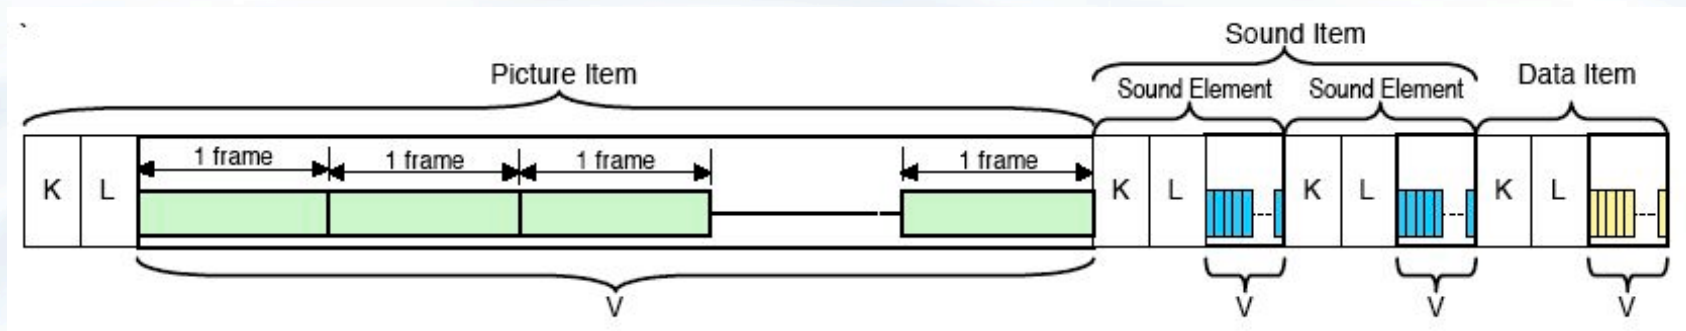 Sound Item
Picture Item
Data Item
Sound Element Sound Element
1 frame 1 frame 1 frame 1 frame
K L K L K L K L
V V V V